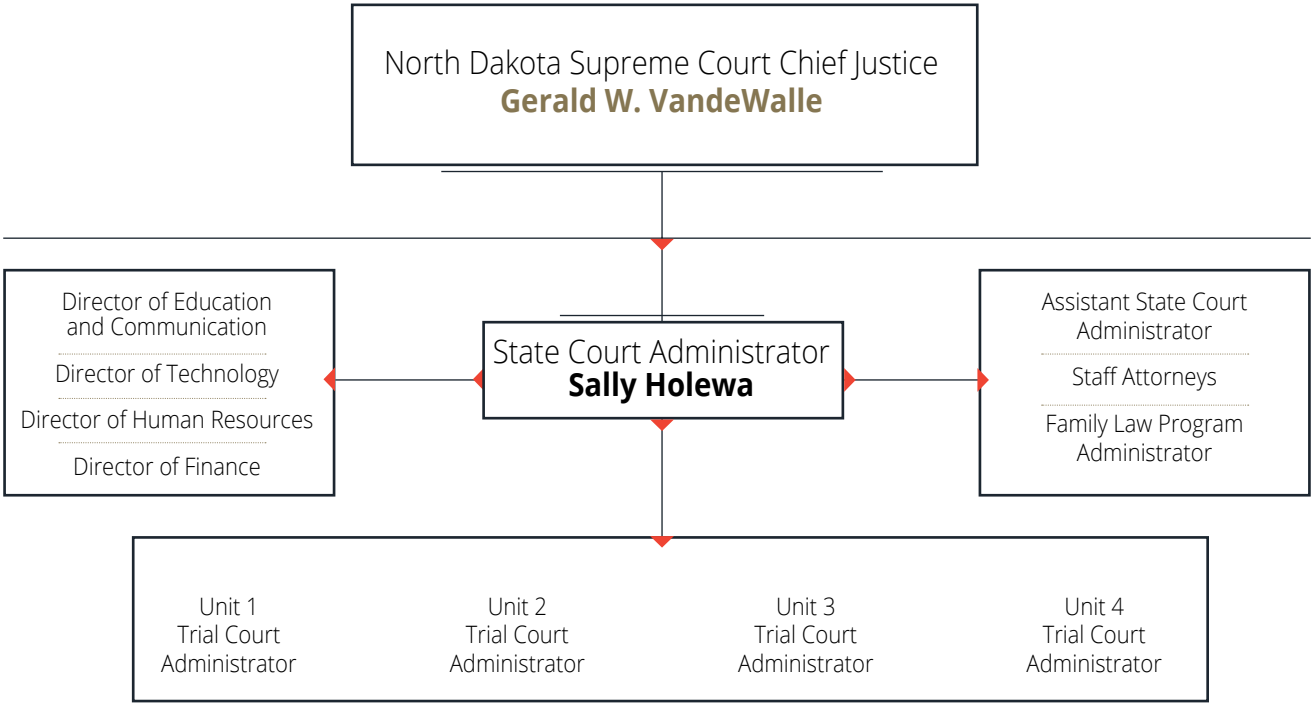 North Dakota Supreme Court Chief Justice
Gerald W. VandeWalle
Director of Education
and Communication
Director of Technology
Director of Human Resources
Director of Finance
State Court Administrator
Sally Holewa
Assistant State Court
Administrator
Staff Attorneys
Family Law Program
Administrator
Unit 1
Trial Court
Administrator
Unit 2
Trial Court
Administrator
Unit 3
Trial Court
Administrator
Unit 4
Trial Court
Administrator